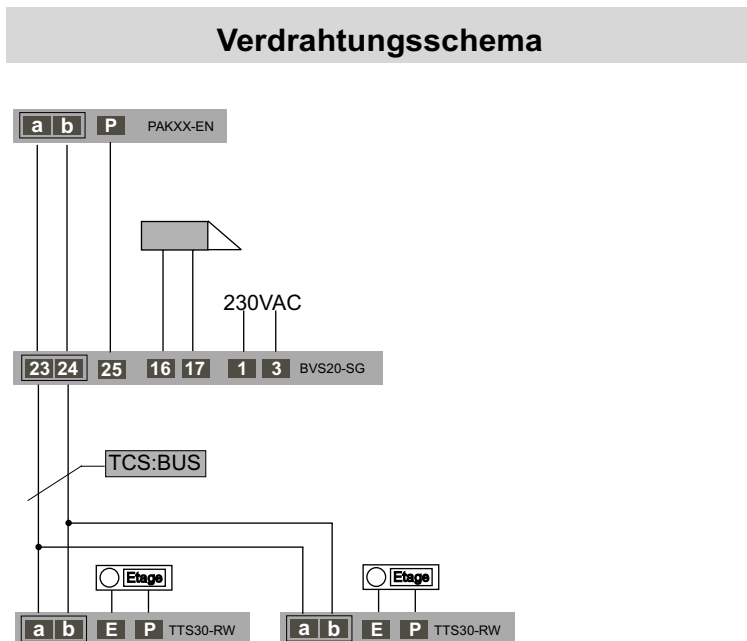 Verdrahtungsschema
a b P PAKXX-EN
230VAC
23 24 25 16 17 1 3 BVS20-SG
TCS:BUS
Etage Etage
a b E P TTS30-RW a b E P TTS30-RW